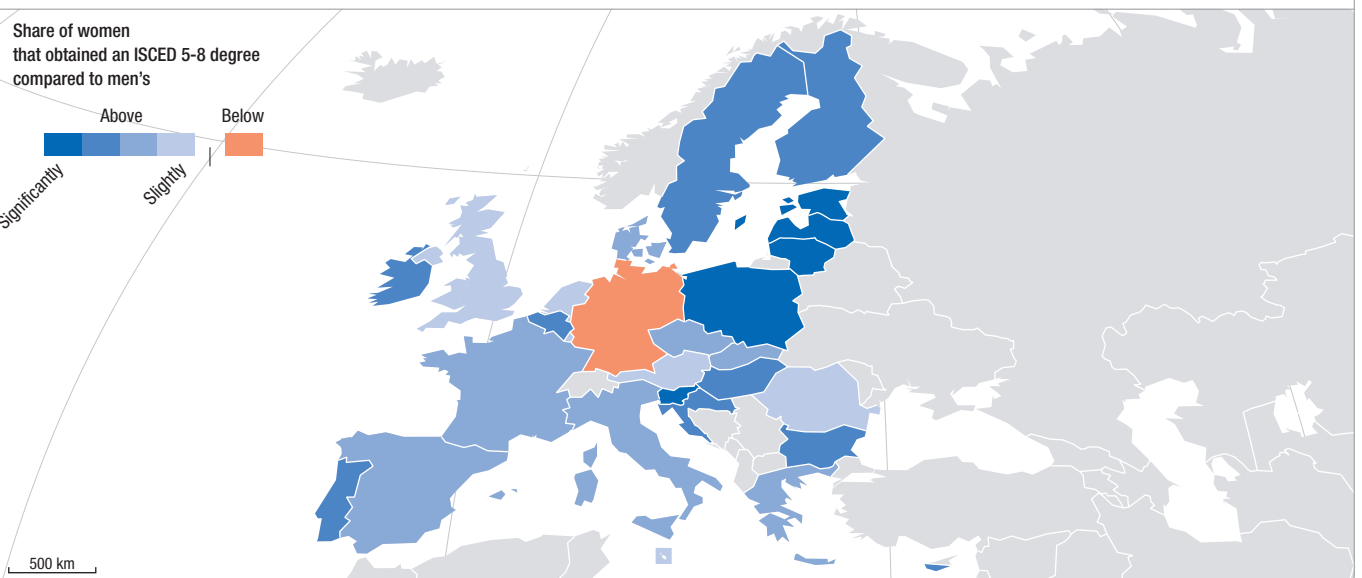 Share of women
that obtained an ISCED 5-8 degree
compared to men's
Above
Below
Significantly
Slightly
500 km